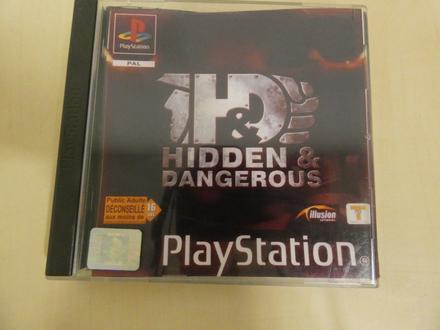 PlayStation
PAL
H&D
HIDDEN &
DANGEROUS
Public Adulte
DÉCONSEILLÉ
aux moins de
16
illusion
T
PlayStation